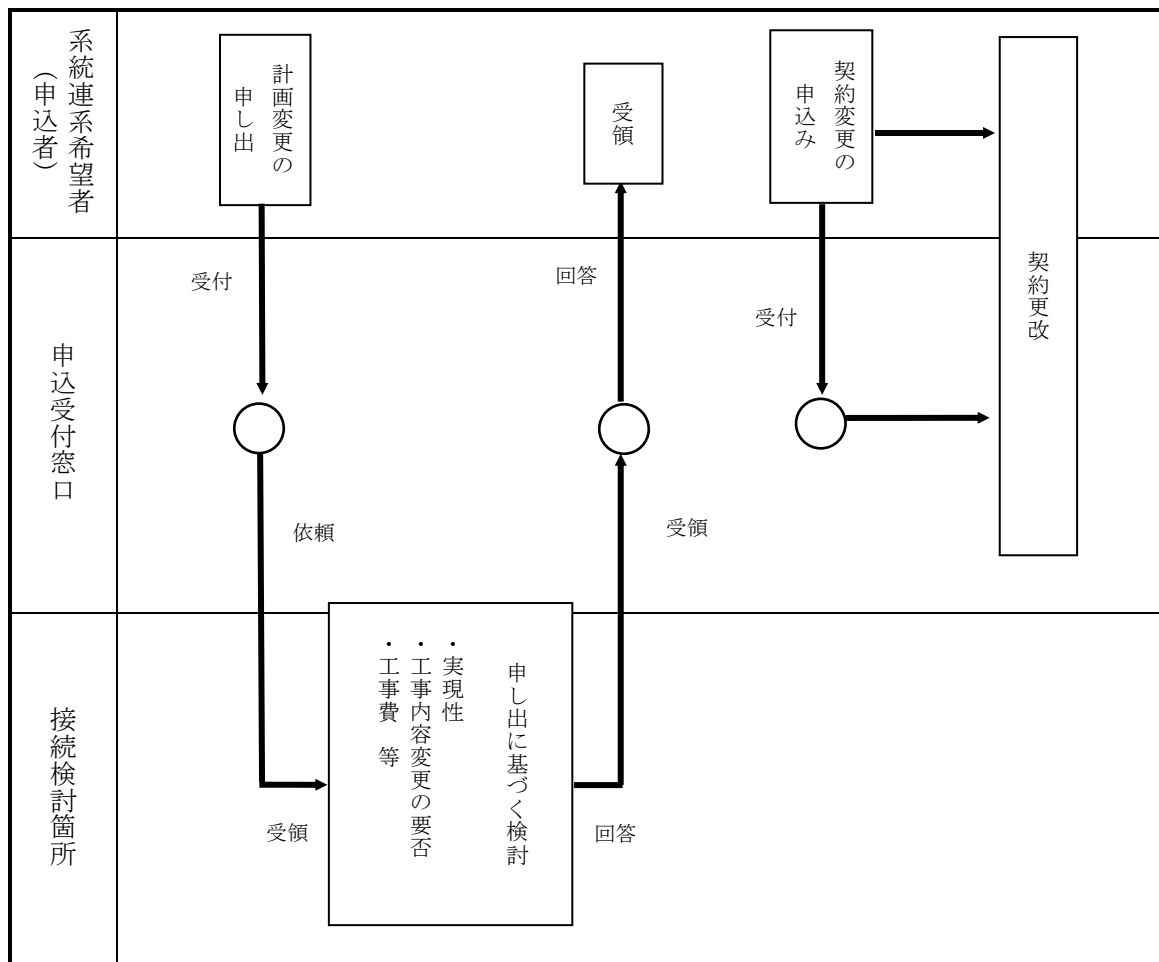 系統連系希望者
（申込者）
計画変更の
申し出
受領
契約変更の
申込み
契約更改
申込受付窓口
受付
回答
受付
依頼
受領
接続検討箇所
受領
申し出に基づく検討
・実現性
・工事内容変更の要否
・工事費　等
回答